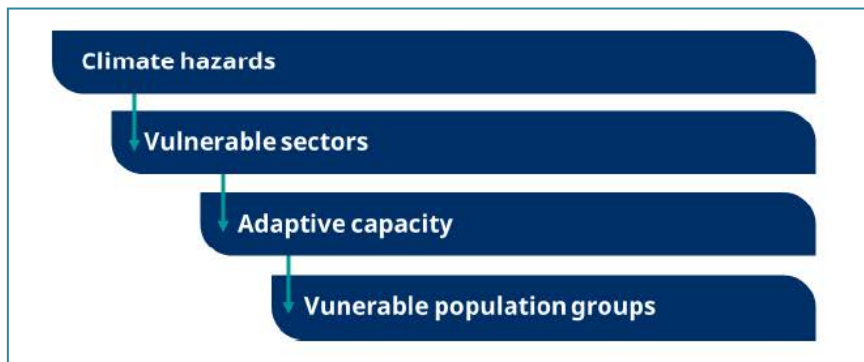 Climate hazards
Vulnerable sectors
Adaptive capacity
Vunerable population groups